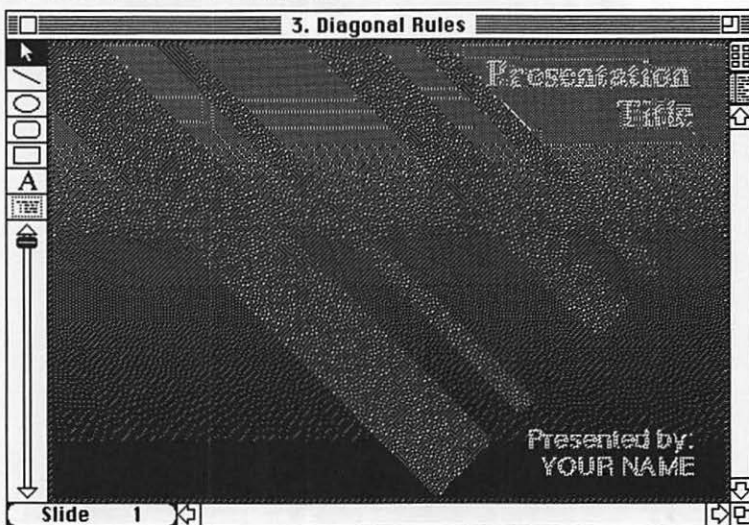 3. Diagonal Rules
Presentation
Title
A
Presented by:
YOUR NAME
Slide 1